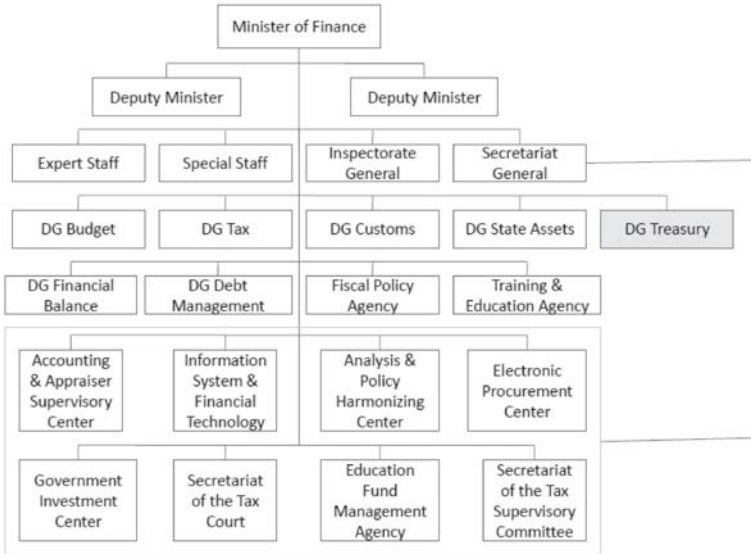 Minister of Finance
Deputy Minister
Deputy Minister
Expert Staff
Special Staff
Inspectorate
General
Secretariat
General
DG Budget
DG Tax
DG Customs
DG State Assets
DG Treasury
DG Financial
Balance
DG Debt
Management
Fiscal Policy
Agency
Training &
Education Agency
Accounting
& Appraiser
Supervisory
Center
Information
System &
Financial
Technology
Analysis &
Policy
Harmonizing
Center
Electronic
Procurement
Center
Government
Investment
Center
Secretariat
of the Tax
Court
Education
Fund
Management
Agency
Secretariat
of the Tax
Supervisory
Committee